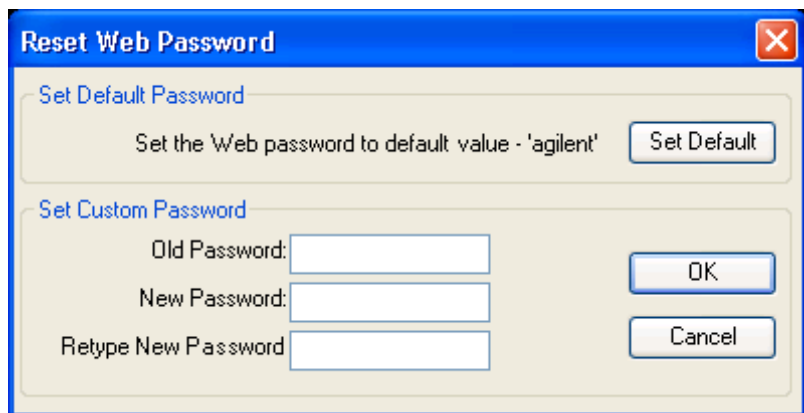 Reset Web Password
Set Default Password
Set the Web password to default value - 'agilent'
Set Default
Set Custom Password
Old Password:
OK
New Password:
Cancel
Retype New Password